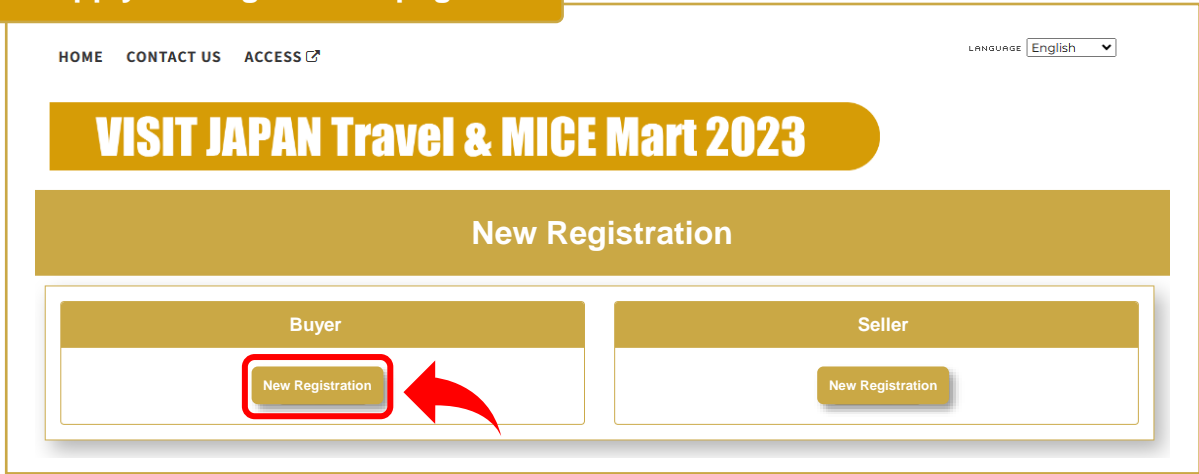 HOME CONTACT US ACCESS
LANGUAGE English
VISIT JAPAN Travel & MICE Mart 2023
New Registration
Buyer
Seller
New Registration
New Registration